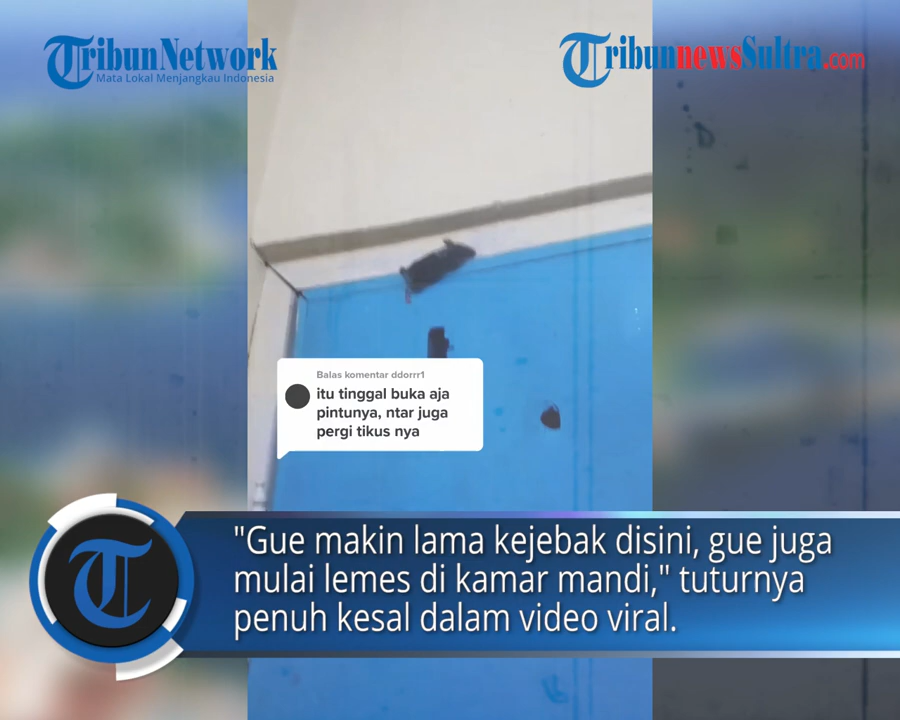 TribunNetwork
Mata Lokal Menjangkau Indonesia
TribunnewsSultra.com
Balas komentar ddorrr1
itu tinggal buka aja
pintunya, ntar juga
pergi tikus nya
"Gue makin lama kejebak disini, gue juga
mulai lemes di kamar mandi," tuturnya
penuh kesal dalam video viral.